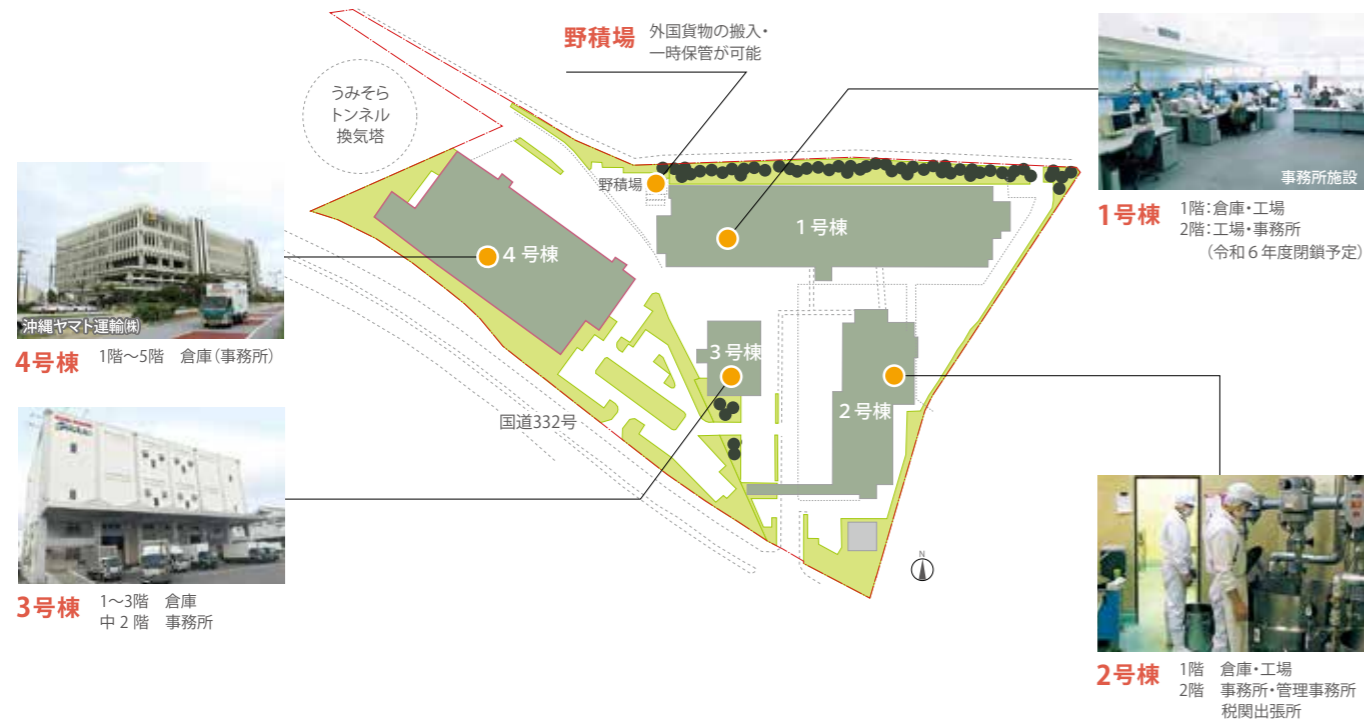 野積場
外国貨物の搬入・
一時保管が可能
うみそら
トンネル
換気塔
野積場
1号棟
4号棟
3号棟
2号棟
国道332号
N
事務所施設
1号棟
1階:倉庫・工場
2階:工場・事務所
(令和6年度閉鎖予定)
沖縄ヤマト運輸㈱
4号棟
1階〜5階 倉庫(事務所)
3号棟
1〜3階 倉庫
中2階 事務所
2号棟
1階 倉庫・工場
2階 事務所・管理事務所
税関出張所